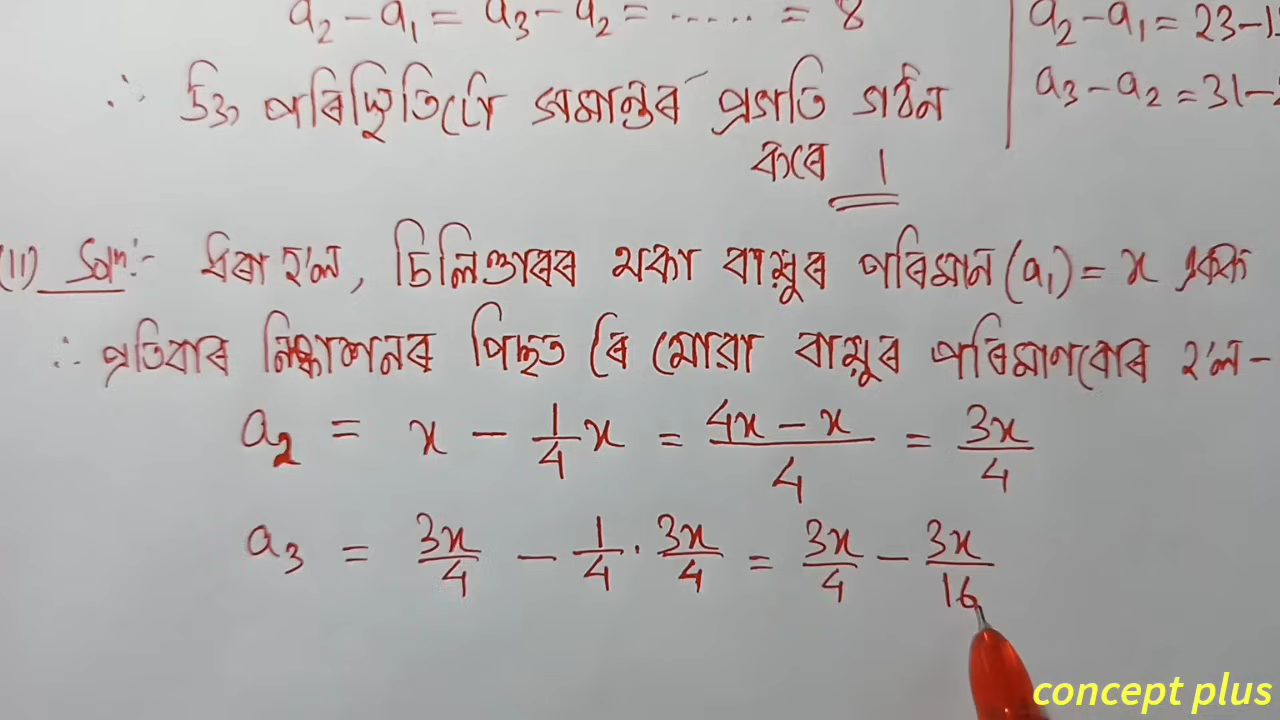 a₂ − a₁ = a₃ − a₂ = ..... = 8
∴ উক্ত পৰিস্থিতিটো সমান্তৰ প্ৰগতি গঠন
কৰে ।
a₂ − a₁ = 23 − 1
a₃ − a₂ = 31 −
(II) সমা:- ধৰা হ'ল, চিলিণ্ডাৰৰ থকা বায়ুৰ পৰিমান (a₁) = x একক
∴ প্ৰতিবাৰ নিষ্কাশনৰ পিছত ৰৈ যোৱা বায়ুৰ পৰিমাণবোৰ হ'ল −
a₂ = x − 1/4 x = (4x − x)/4 = 3x/4
a₃ = 3x/4 − 1/4 · 3x/4 = 3x/4 − 3x/16
concept plus